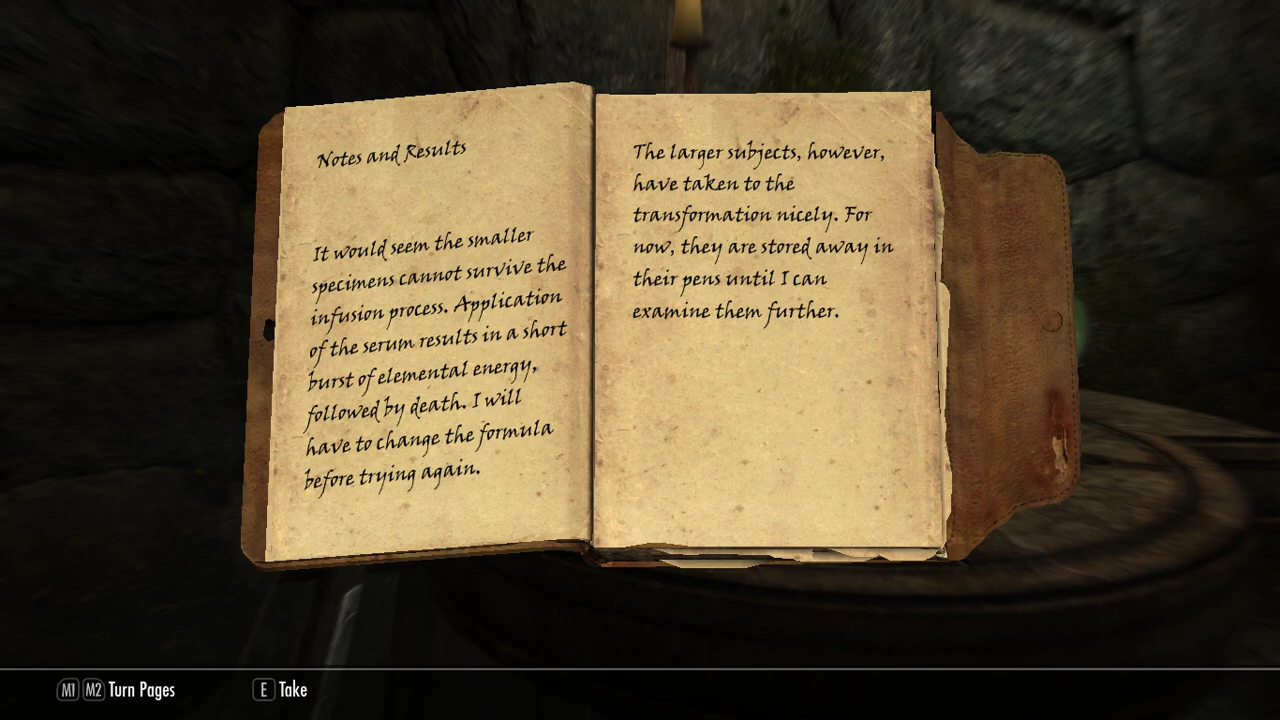 Notes and Results
It would seem the smaller
specimens cannot survive the
infusion process. Application
of the serum results in a short
burst of elemental energy,
followed by death. I will
have to change the formula
before trying again.
The larger subjects, however,
have taken to the
transformation nicely. For
now, they are stored away in
their pens until I can
examine them further.
M1 M2 Turn Pages
E Take